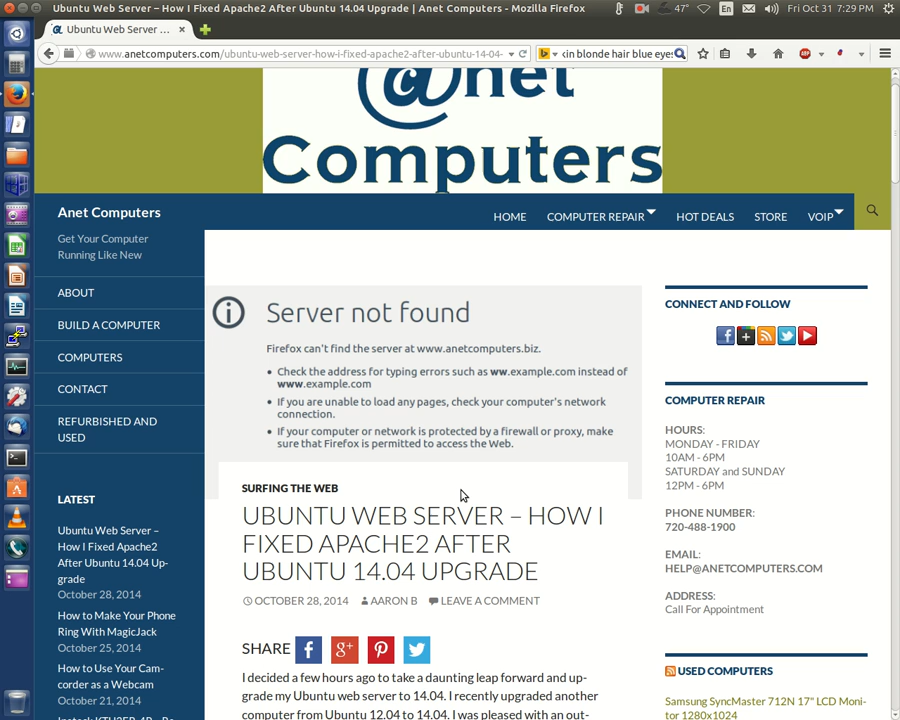 Ubuntu Web Server – How I Fixed Apache2 After Ubuntu 14.04 Upgrade | Anet Computers - Mozilla Firefox
47° En Fri Oct 31 7:29 PM
Ubuntu Web Server ...
www.anetcomputers.com/ubuntu-web-server-how-i-fixed-apache2-after-ubuntu-14-04-
kin blonde hair blue eyes
@net
Computers
Anet Computers
HOME COMPUTER REPAIR HOT DEALS STORE VOIP
Get Your Computer
Running Like New
ABOUT
BUILD A COMPUTER
COMPUTERS
CONTACT
REFURBISHED AND
USED
LATEST
Ubuntu Web Server –
How I Fixed Apache2
After Ubuntu 14.04 Up-
grade
October 28, 2014
How to Make Your Phone
Ring With MagicJack
October 25, 2014
How to Use Your Cam-
corder as a Webcam
October 21, 2014
Server not found
Firefox can't find the server at www.anetcomputers.biz.
• Check the address for typing errors such as ww.example.com instead of
www.example.com
• If you are unable to load any pages, check your computer's network
connection.
• If your computer or network is protected by a firewall or proxy, make
sure that Firefox is permitted to access the Web.
SURFING THE WEB
UBUNTU WEB SERVER – HOW I
FIXED APACHE2 AFTER
UBUNTU 14.04 UPGRADE
OCTOBER 28, 2014 AARON B LEAVE A COMMENT
SHARE
I decided a few hours ago to take a daunting leap forward and up-
grade my Ubuntu web server to 14.04. I recently upgraded another
computer from Ubuntu 12.04 to 14.04. I was pleased with an out-
CONNECT AND FOLLOW
COMPUTER REPAIR
HOURS:
MONDAY - FRIDAY
10AM - 6PM
SATURDAY and SUNDAY
12PM - 6PM
PHONE NUMBER:
720-488-1900
EMAIL:
HELP@ANETCOMPUTERS.COM
ADDRESS:
Call For Appointment
USED COMPUTERS
Samsung SyncMaster 712N 17" LCD Moni-
tor 1280x1024